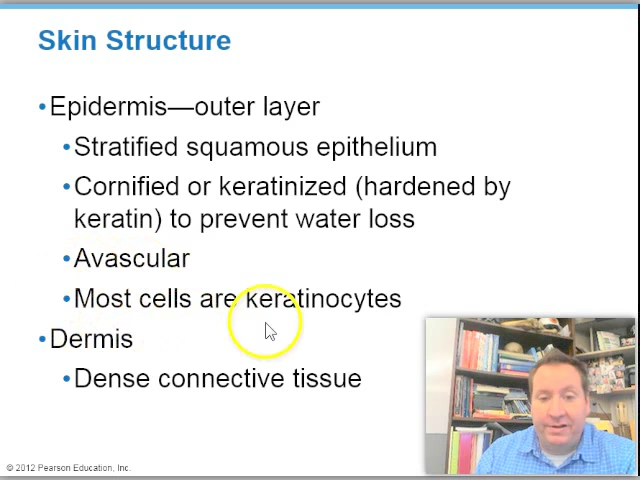 Skin Structure
•Epidermis—outer layer
•Stratified squamous epithelium
•Cornified or keratinized (hardened by
keratin) to prevent water loss
•Avascular
•Most cells are keratinocytes
•Dermis
•Dense connective tissue
© 2012 Pearson Education, Inc.